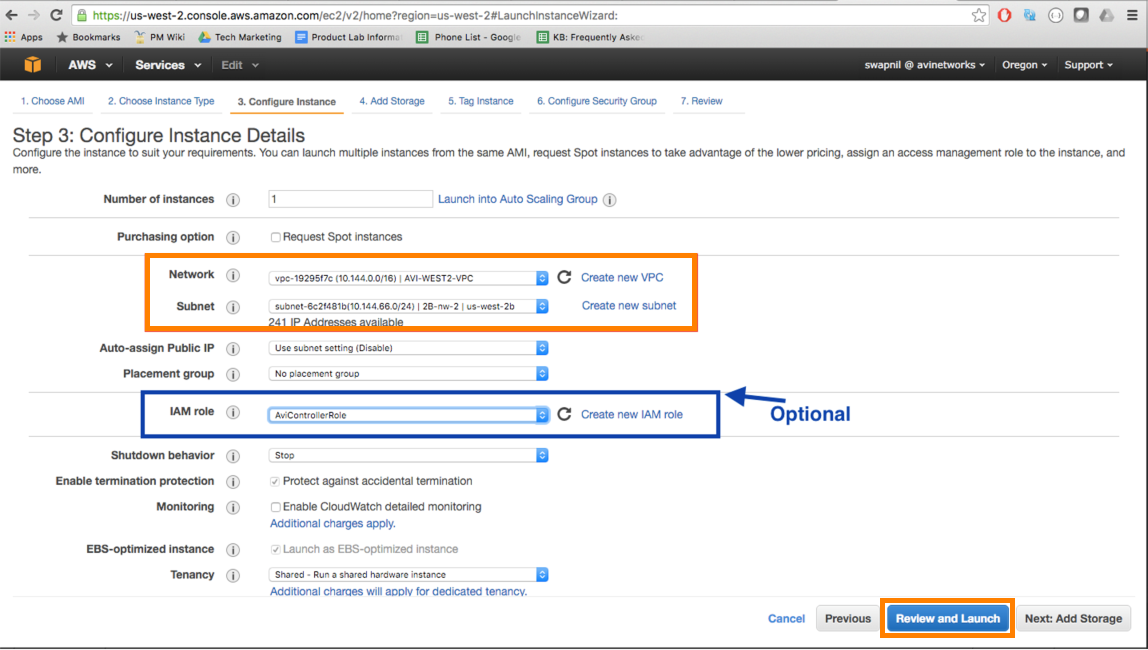 https://us-west-2.console.aws.amazon.com/ec2/v2/home?region=us-west-2#LaunchInstanceWizard:
Apps Bookmarks PM Wiki Tech Marketing Product Lab Informa Phone List - Google KB: Frequently Aske
AWS Services Edit swapnil @ avinetworks Oregon Support
1. Choose AMI 2. Choose Instance Type 3. Configure Instance 4. Add Storage 5. Tag Instance 6. Configure Security Group 7. Review
Step 3: Configure Instance Details
Configure the instance to suit your requirements. You can launch multiple instances from the same AMI, request Spot instances to take advantage of the lower pricing, assign an access management role to the instance, and
more.
Number of instances 1 Launch into Auto Scaling Group
Purchasing option Request Spot instances
Network vpc-19295f7c (10.144.0.0/16) | AVI-WEST2-VPC Create new VPC
Subnet subnet-6c2f481b(10.144.66.0/24) | 2B-nw-2 | us-west-2b Create new subnet
241 IP Addresses available
Auto-assign Public IP Use subnet setting (Disable)
Placement group No placement group
IAM role AviControllerRole Create new IAM role
Optional
Shutdown behavior Stop
Enable termination protection Protect against accidental termination
Monitoring Enable CloudWatch detailed monitoring
Additional charges apply.
EBS-optimized instance Launch as EBS-optimized instance
Tenancy Shared - Run a shared hardware instance
Additional charges will apply for dedicated tenancy.
Cancel Previous Review and Launch Next: Add Storage